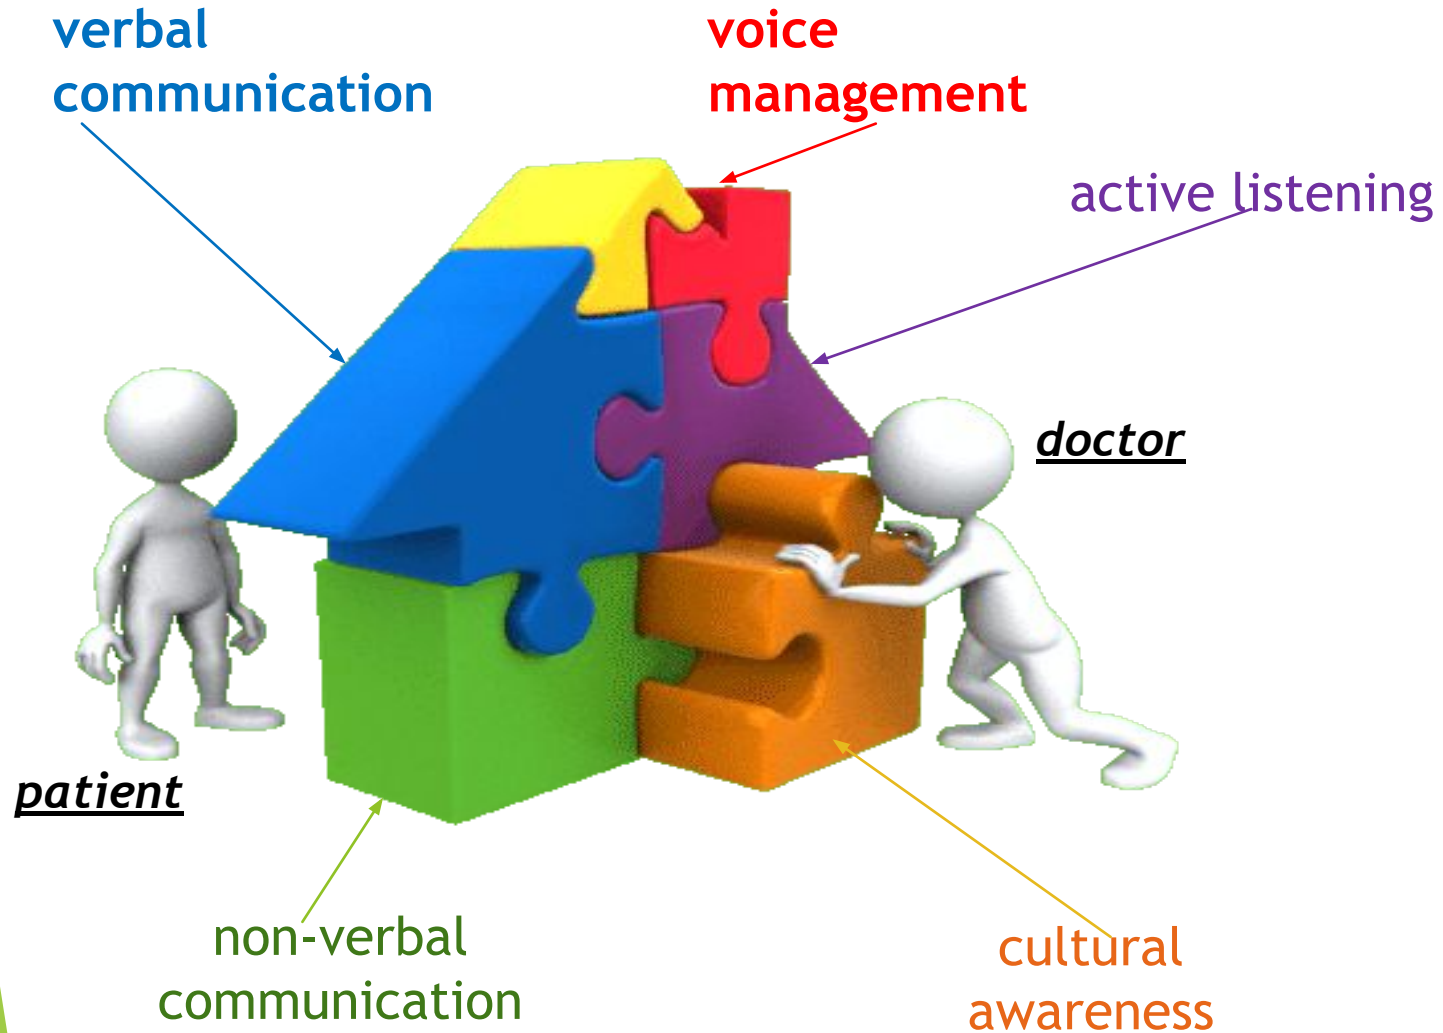 verbal
communication
voice
management
active listening
doctor
patient
non-verbal
communication
cultural
awareness